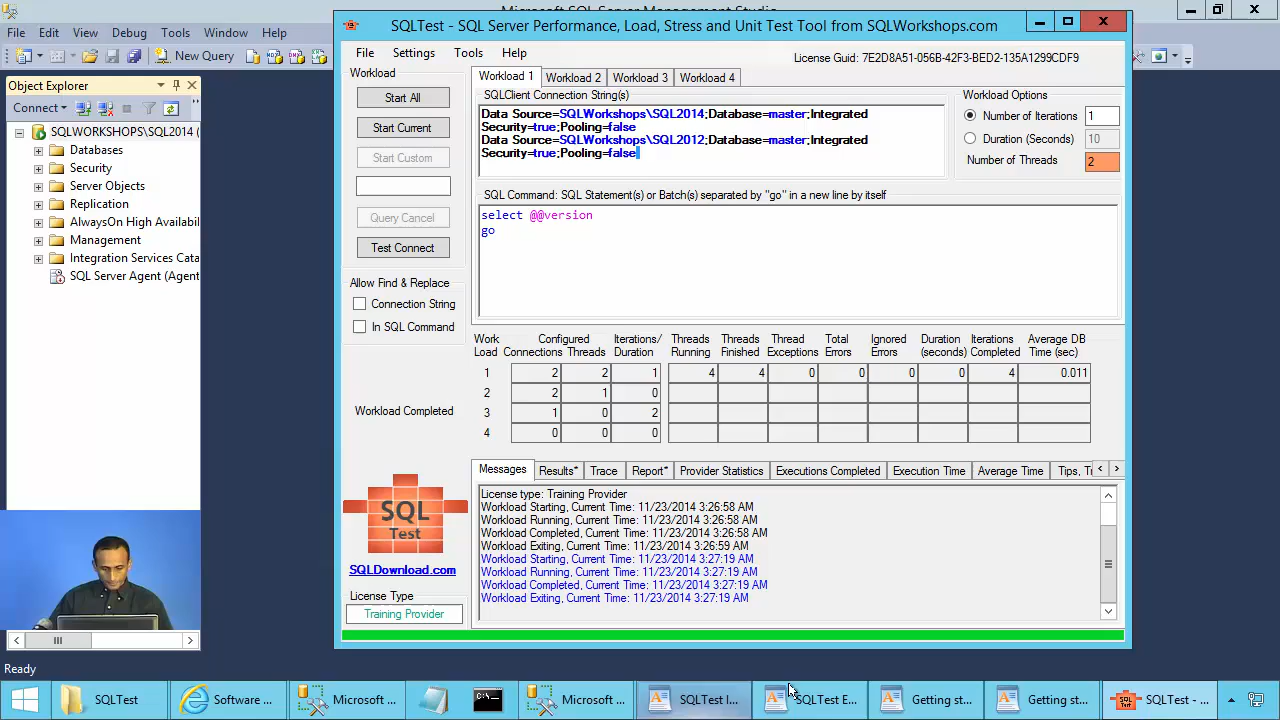 Microsoft SQL Server Management Studio
SQLTest - SQL Server Performance, Load, Stress and Unit Test Tool from SQLWorkshops.com
File Edit View Debug Tools Window Help
New Query
File Settings Tools Help
License Guid: 7E2D8A51-056B-42F3-BED2-135A1299CDF9
Object Explorer
Connect
SQLWORKSHOPS\SQL2014 (
Databases
Security
Server Objects
Replication
AlwaysOn High Availabil
Management
Integration Services Cata
SQL Server Agent (Agent
Workload
Start All
Start Current
Start Custom
Query Cancel
Test Connect
Allow Find & Replace
Connection String
In SQL Command
Workload Completed
SQL
Test
SQLDownload.com
License Type
Training Provider
Workload 1 Workload 2 Workload 3 Workload 4
SQLClient Connection String(s)
Data Source=SQLWorkshops\SQL2014;Database=master;Integrated
Security=true;Pooling=false
Data Source=SQLWorkshops\SQL2012;Database=master;Integrated
Security=true;Pooling=false
Workload Options
Number of Iterations 1
Duration (Seconds) 10
Number of Threads 2
SQL Command: SQL Statement(s) or Batch(s) separated by "go" in a new line by itself
select @@version
go
Work Configured Iterations/ Threads Threads Thread Total Ignored Duration Iterations Average DB
Load Connections Threads Duration Running Finished Exceptions Errors Errors (seconds) Completed Time (sec)
1 2 2 1 4 4 0 0 0 0 4 0.011
2 2 1 0
3 1 0 2
4 0 0 0
Messages Results* Trace Report* Provider Statistics Executions Completed Execution Time Average Time Tips, Ti
License type: Training Provider
Workload Starting, Current Time: 11/23/2014 3:26:58 AM
Workload Running, Current Time: 11/23/2014 3:26:58 AM
Workload Completed, Current Time: 11/23/2014 3:26:58 AM
Workload Exiting, Current Time: 11/23/2014 3:26:59 AM
Workload Starting, Current Time: 11/23/2014 3:27:19 AM
Workload Running, Current Time: 11/23/2014 3:27:19 AM
Workload Completed, Current Time: 11/23/2014 3:27:19 AM
Workload Exiting, Current Time: 11/23/2014 3:27:19 AM
Ready
SQLTest Software ... Microsoft ... Microsoft ... SQLTest I... SQLTest E... Getting st... Getting st... SQLTest - ...